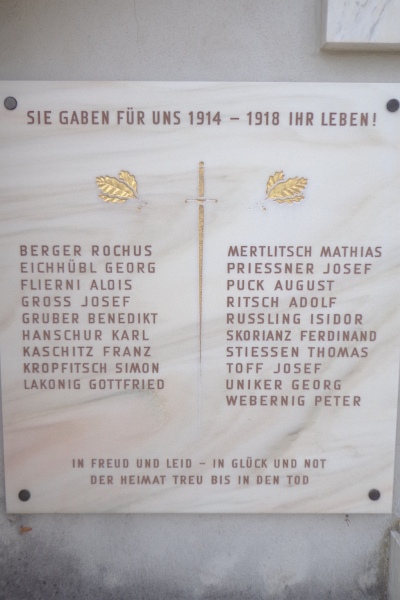 SIE GABEN FÜR UNS 1914 – 1918 IHR LEBEN!
BERGER ROCHUS
EICHHÜBL GEORG
FLIERNI ALOIS
GROSS JOSEF
GRUBER BENEDIKT
HANSCHUR KARL
KASCHITZ FRANZ
KROPFITSCH SIMON
LAKONIG GOTTFRIED
MERTLITSCH MATHIAS
PRIESSNER JOSEF
PUCK AUGUST
RITSCH ADOLF
RUSSLING ISIDOR
SKORIANZ FERDINAND
STIESSEN THOMAS
TOFF JOSEF
UNIKER GEORG
WEBERNIG PETER
IN FREUD UND LEID – IN GLÜCK UND NOT
DER HEIMAT TREU BIS IN DEN TOD